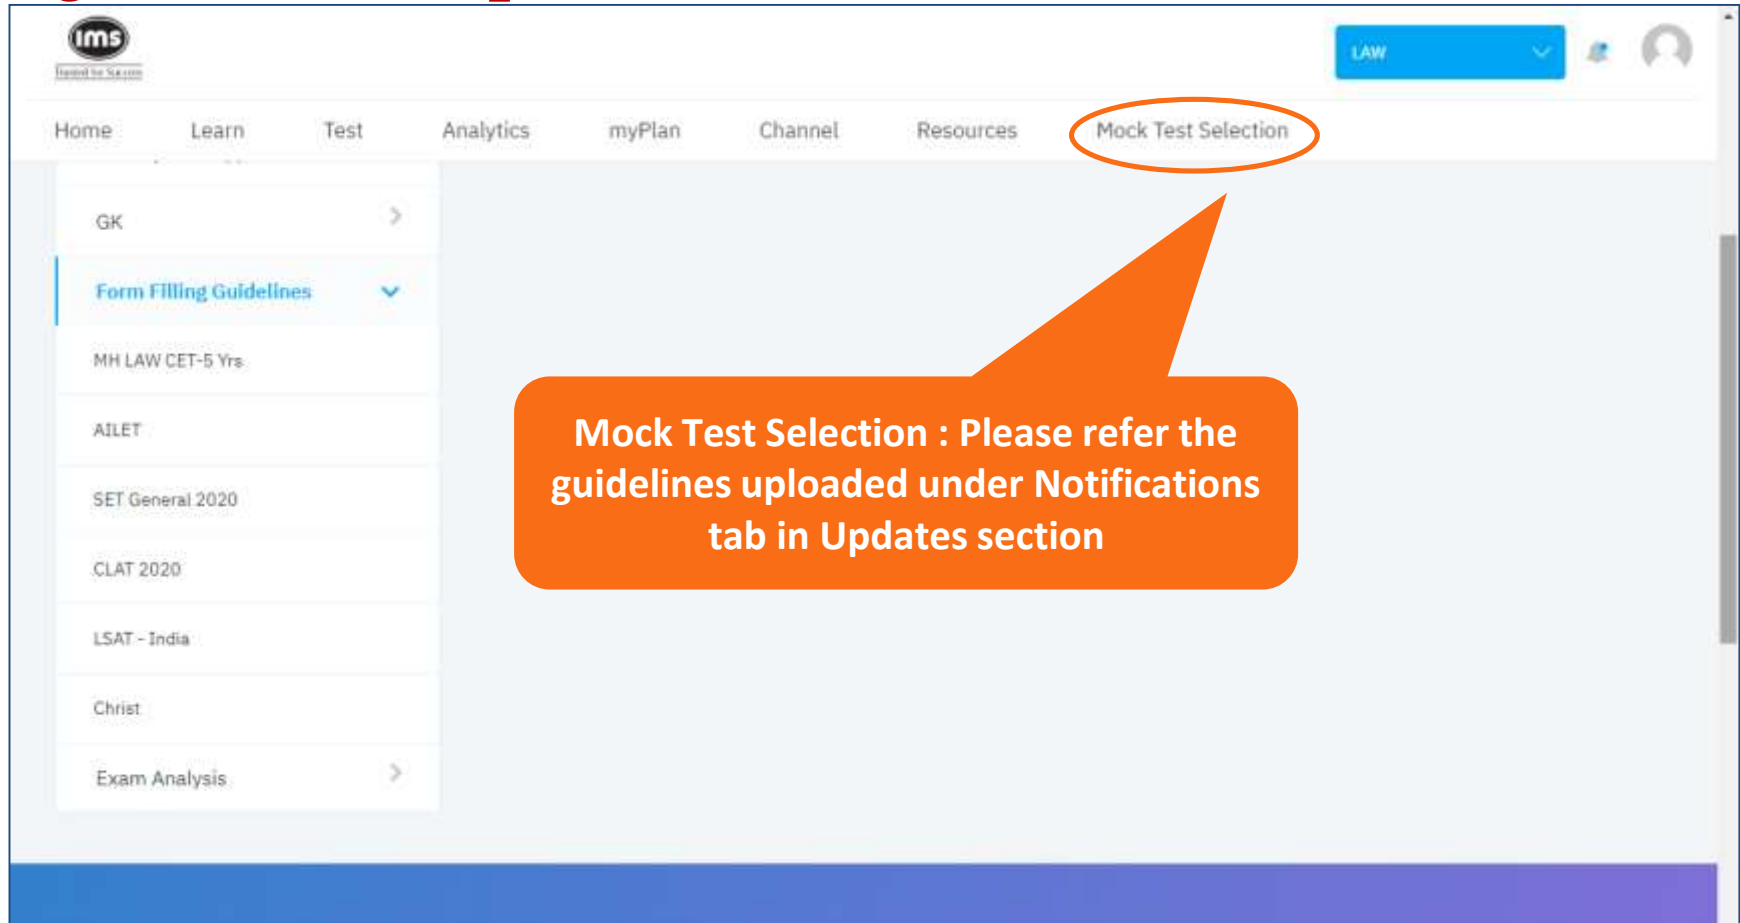 ims
LAW
Home Learn Test Analytics myPlan Channel Resources Mock Test Selection
GK
Form Filling Guidelines
MH LAW CET-5 Yrs
AILET
SET General 2020
CLAT 2020
LSAT - India
Christ
Exam Analysis
Mock Test Selection : Please refer the
guidelines uploaded under Notifications
tab in Updates section